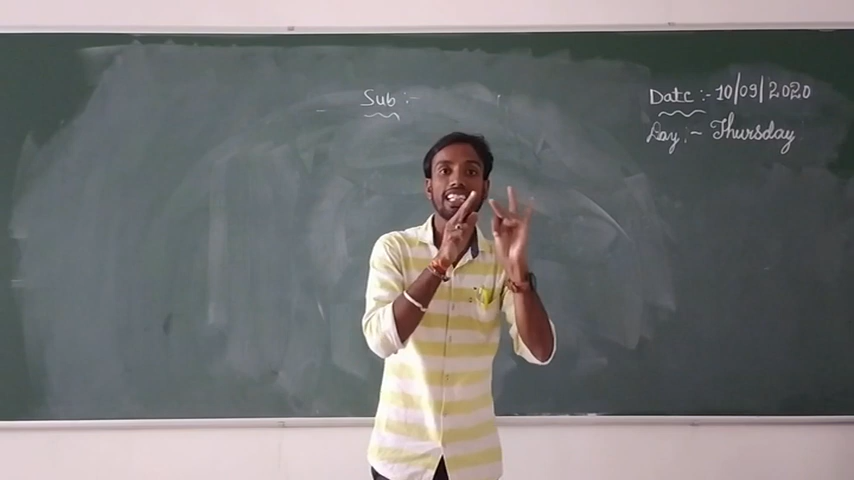 Sub :-
Date :- 10/09/2020
Day :- Thursday